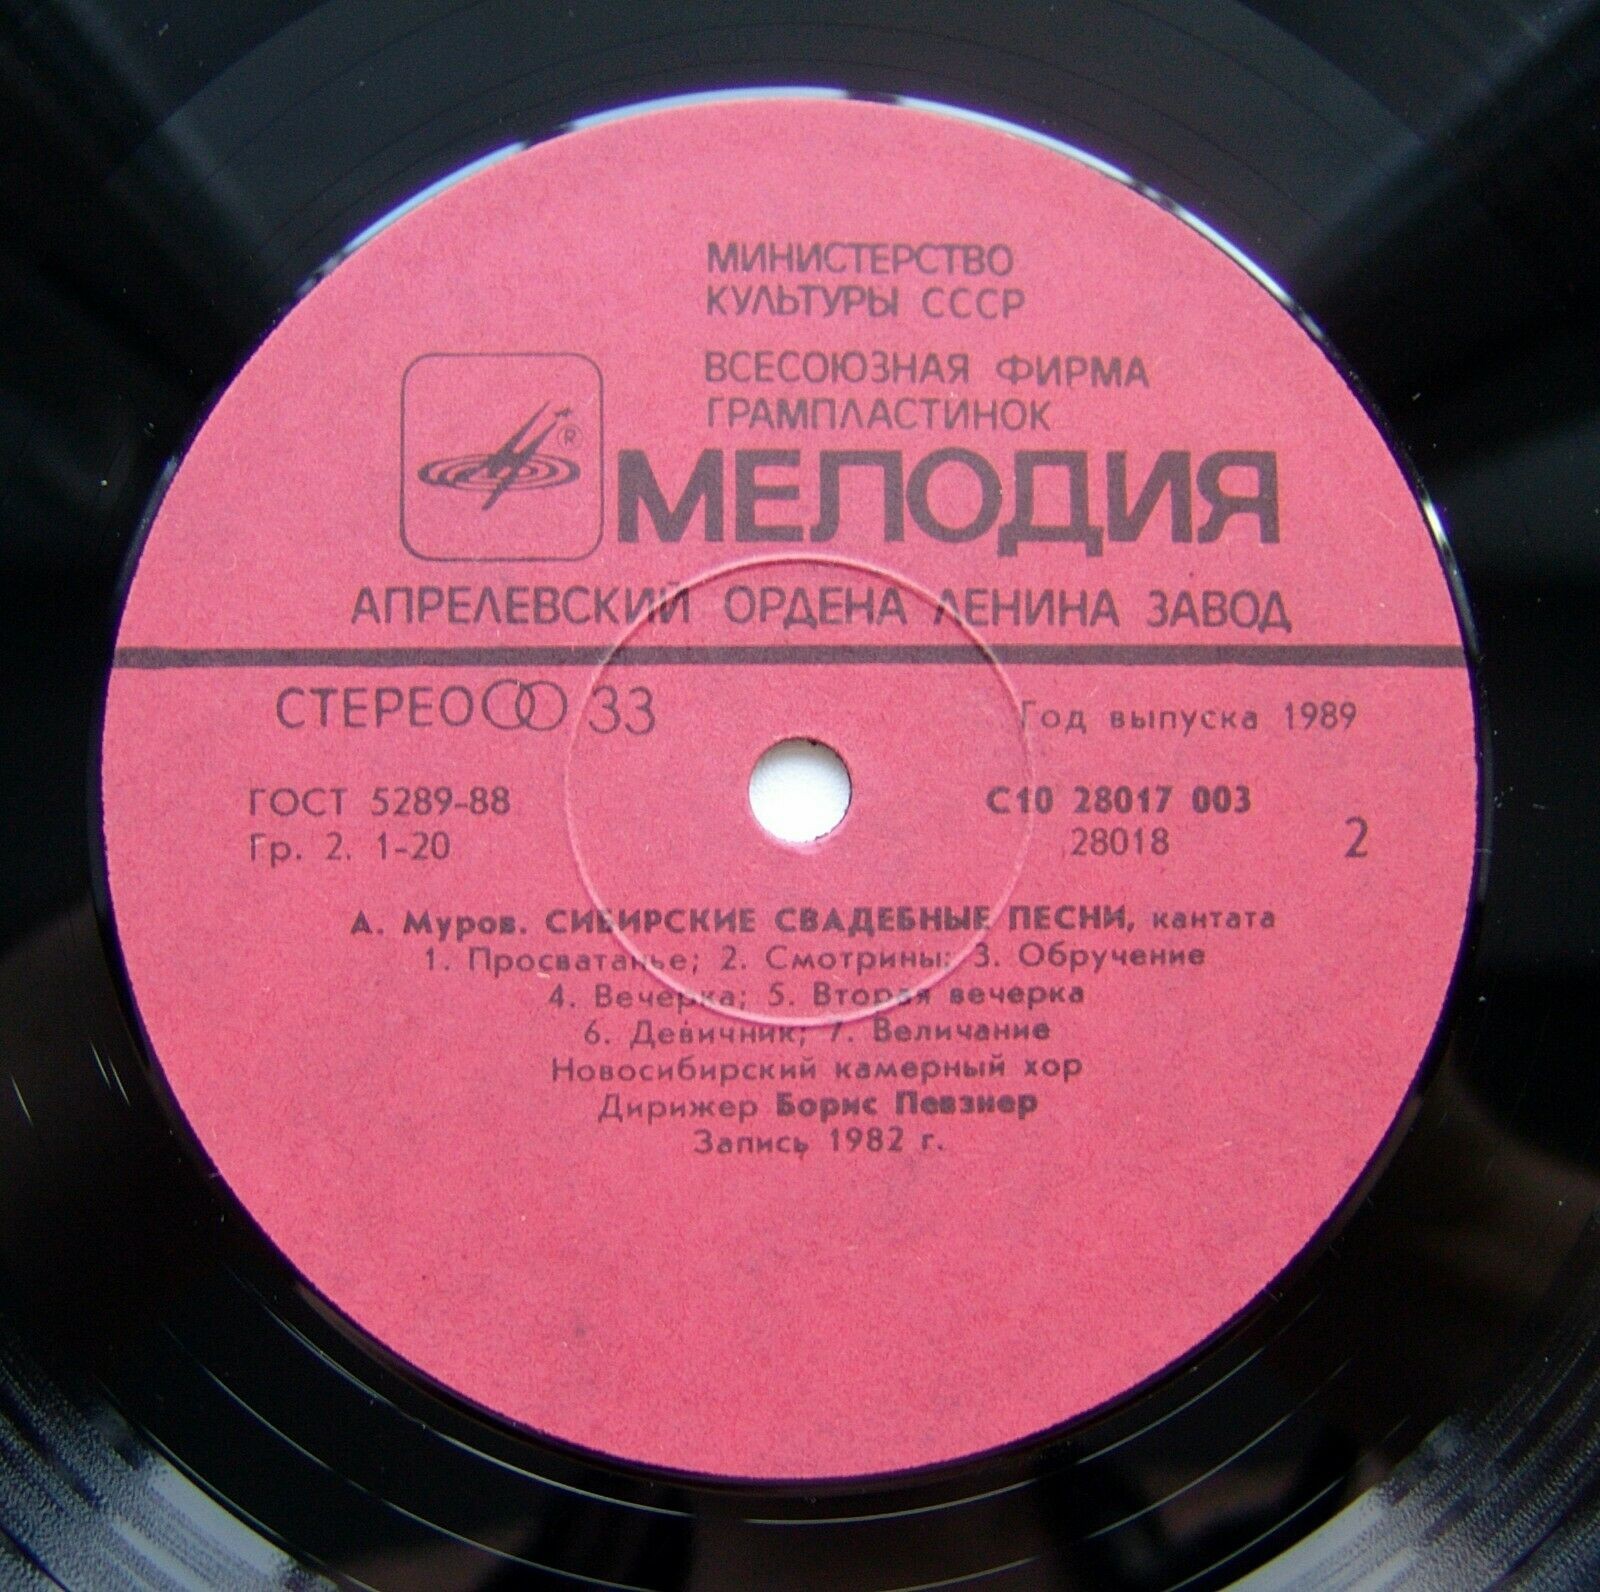 МИНИСТЕРСТВО
КУЛЬТУРЫ СССР
ВСЕСОЮЗНАЯ ФИРМА
ГРАМПЛАСТИНОК
®
МЕЛОДИЯ
АПРЕЛЕВСКИЙ ОРДЕНА ЛЕНИНА ЗАВОД
СТЕРЕО 33
Год выпуска 1989
ГОСТ 5289-88
Гр. 2. 1-20
С10 28017 003
28018
2
А. Муров. СИБИРСКИЕ СВАДЕБНЫЕ ПЕСНИ, кантата
1. Просватанье; 2. Смотрины; 3. Обручение
4. Вечерка; 5. Вторая вечерка
6. Девичник; 7. Величание
Новосибирский камерный хор
Дирижер Борис Певзнер
Запись 1982 г.